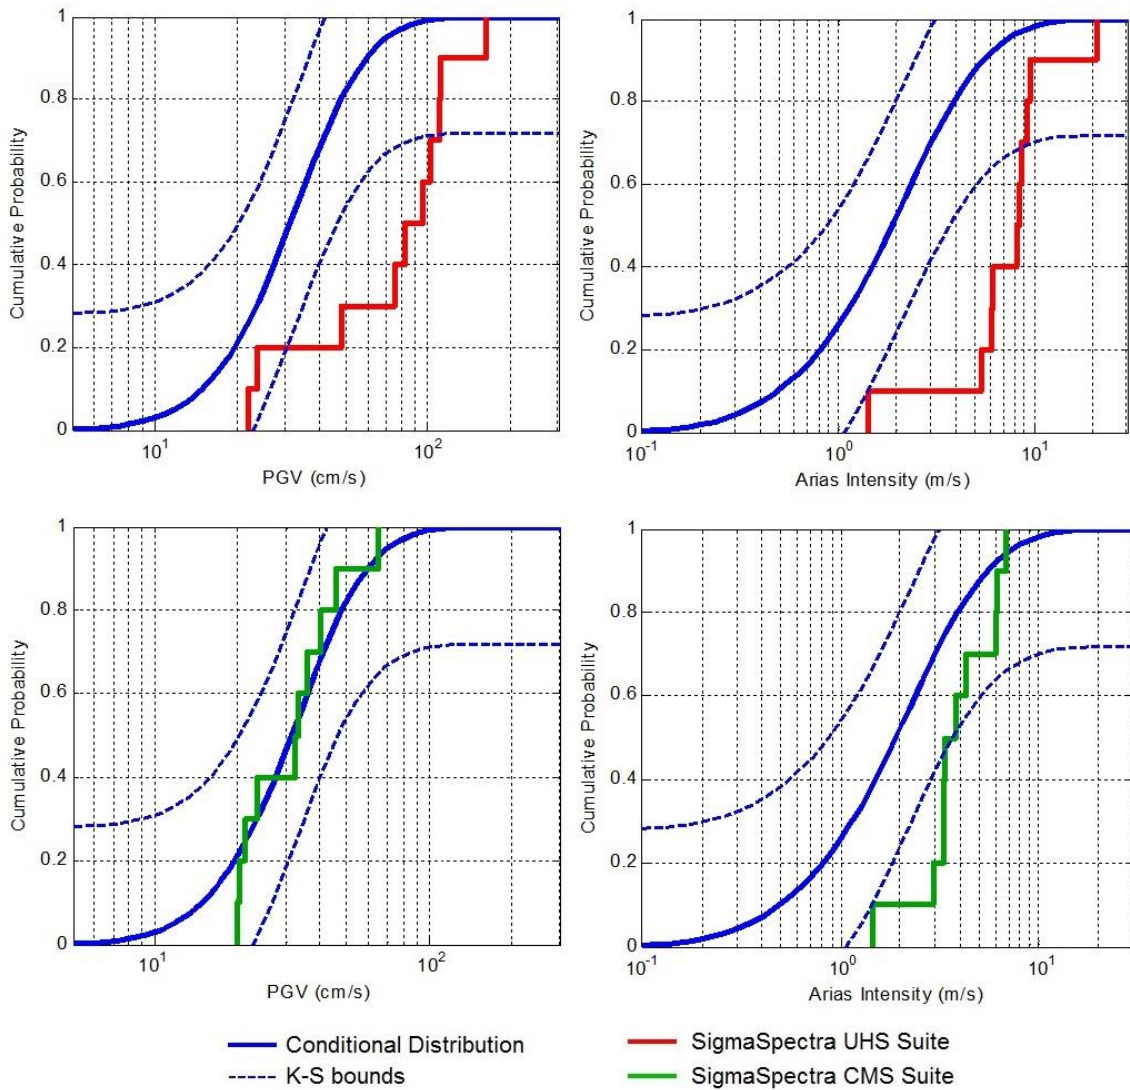 1
0.8
0.6
0.4
0.2
0
Cumulative Probability
10^1
10^2
PGV (cm/s)
1
0.8
0.6
0.4
0.2
0
Cumulative Probability
10^-1
10^0
10^1
Arias Intensity (m/s)
1
0.8
0.6
0.4
0.2
0
Cumulative Probability
10^1
10^2
PGV (cm/s)
1
0.8
0.6
0.4
0.2
0
Cumulative Probability
10^-1
10^0
10^1
Arias Intensity (m/s)
Conditional Distribution
K-S bounds
SigmaSpectra UHS Suite
SigmaSpectra CMS Suite